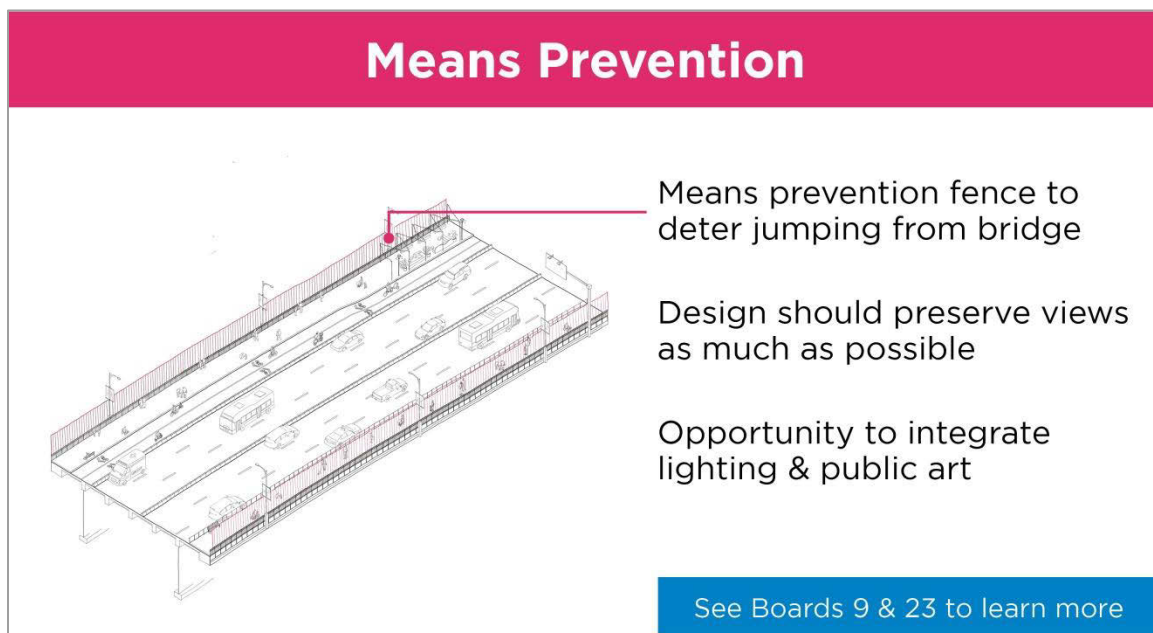 Means Prevention
Means prevention fence to
deter jumping from bridge
Design should preserve views
as much as possible
Opportunity to integrate
lighting & public art
See Boards 9 & 23 to learn more